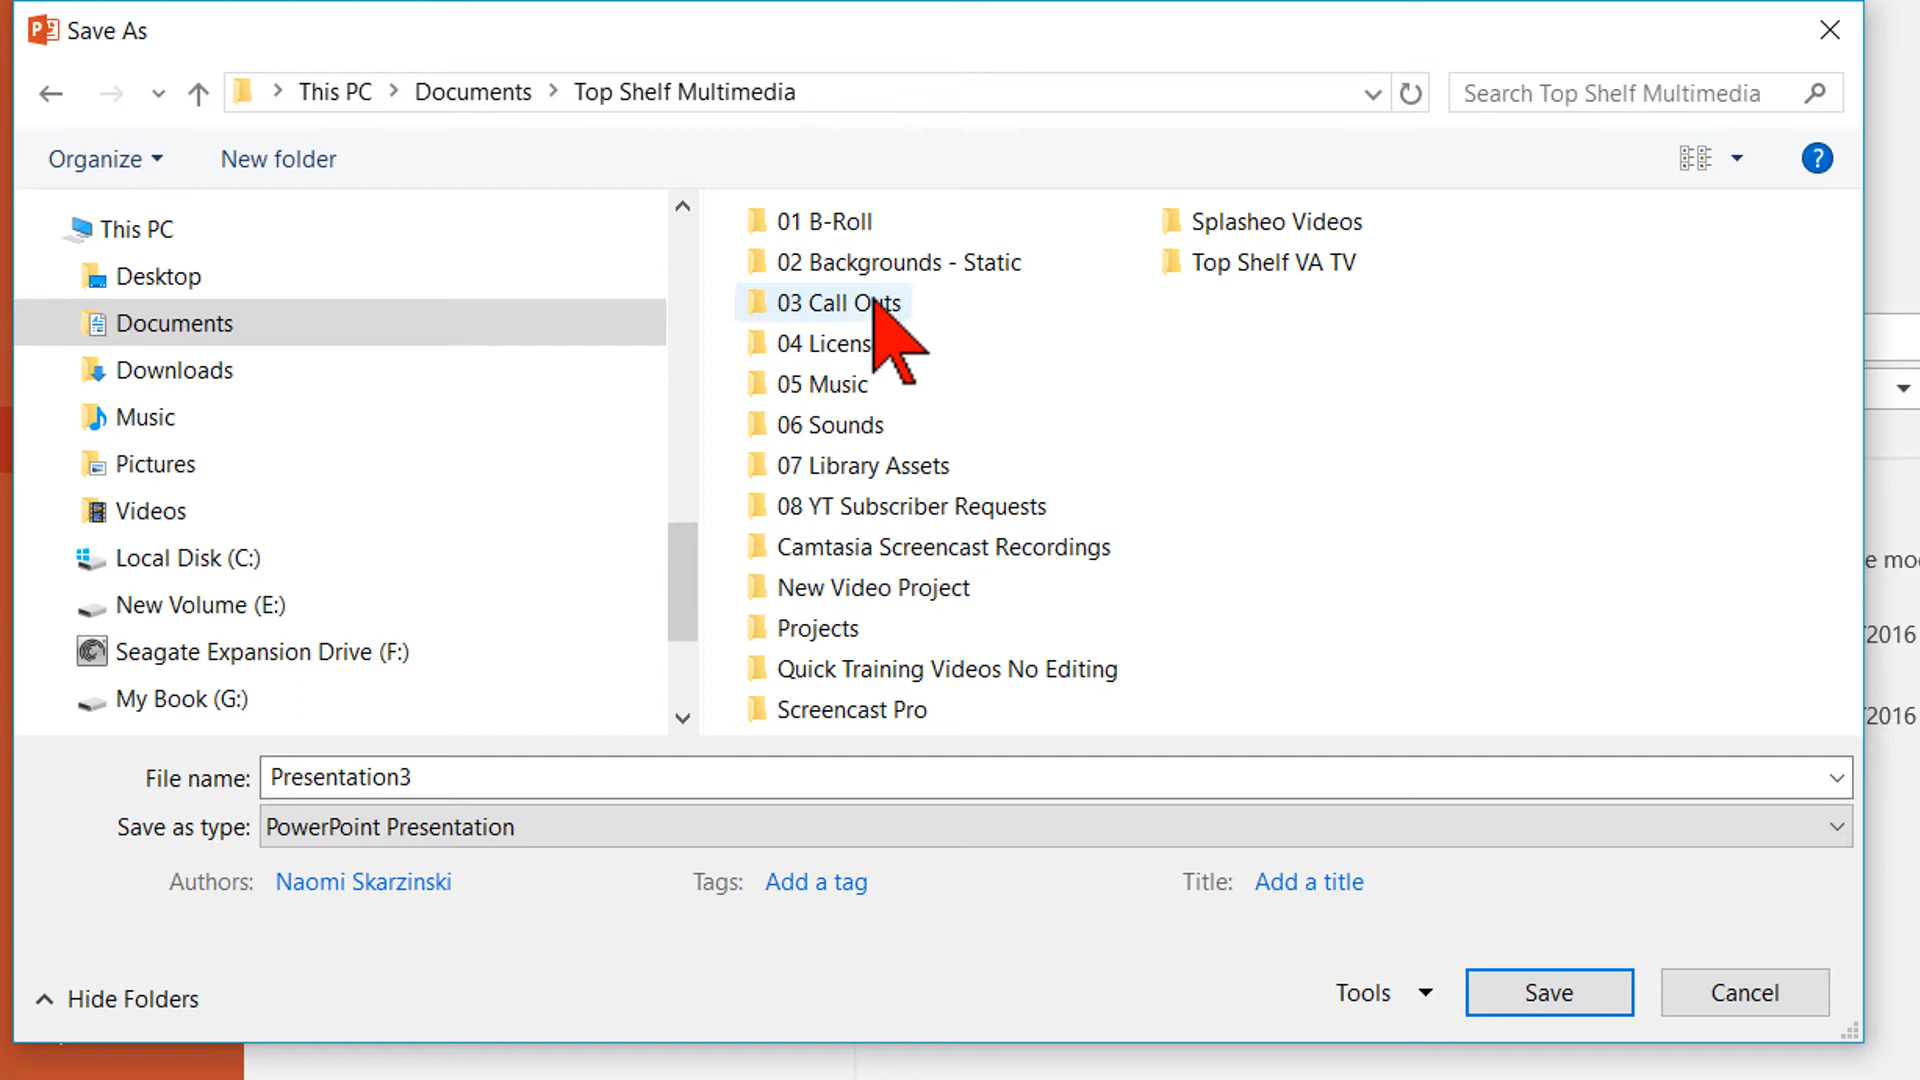 Save As
This PC > Documents > Top Shelf Multimedia
Search Top Shelf Multimedia
Organize
New folder
?
This PC
Desktop
Documents
Downloads
Music
Pictures
Videos
Local Disk (C:)
New Volume (E:)
Seagate Expansion Drive (F:)
My Book (G:)
01 B-Roll
02 Backgrounds - Static
03 Call Outs
04 Licens
05 Music
06 Sounds
07 Library Assets
08 YT Subscriber Requests
Camtasia Screencast Recordings
New Video Project
Projects
Quick Training Videos No Editing
Screencast Pro
Splasheo Videos
Top Shelf VA TV
e mo
/2016
/2016
File name: Presentation3
Save as type: PowerPoint Presentation
Authors: Naomi Skarzinski
Tags: Add a tag
Title: Add a title
Hide Folders
Tools
Save
Cancel